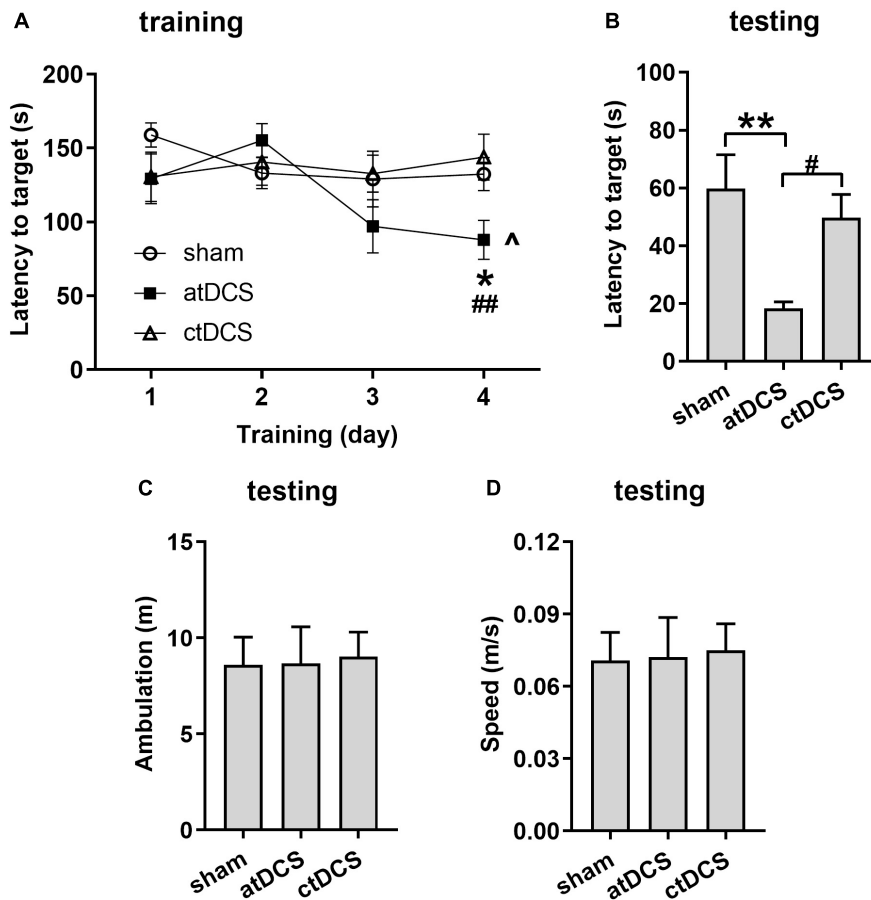 A training
Latency to target (s)
200
150
100
50
0
sham
atDCS
ctDCS
^
*
##
1 2 3 4
Training (day)
B testing
Latency to target (s)
100
80
60
40
20
0
**
#
sham atDCS ctDCS
C testing
Ambulation (m)
15
10
5
0
sham atDCS ctDCS
D testing
Speed (m/s)
0.12
0.09
0.06
0.03
0.00
sham atDCS ctDCS